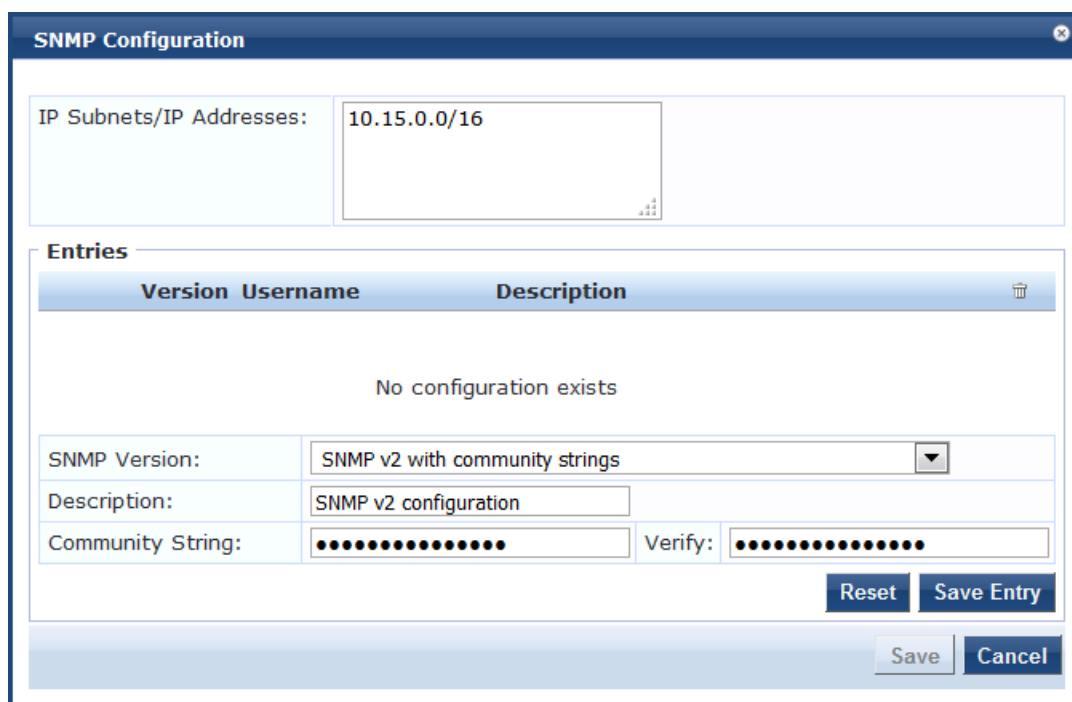 SNMP Configuration
IP Subnets/IP Addresses:
10.15.0.0/16
Entries
Version Username Description
No configuration exists
SNMP Version: SNMP v2 with community strings
Description: SNMP v2 configuration
Community String: ●●●●●●●●●●●●●●● Verify: ●●●●●●●●●●●●●●●
Reset Save Entry
Save Cancel